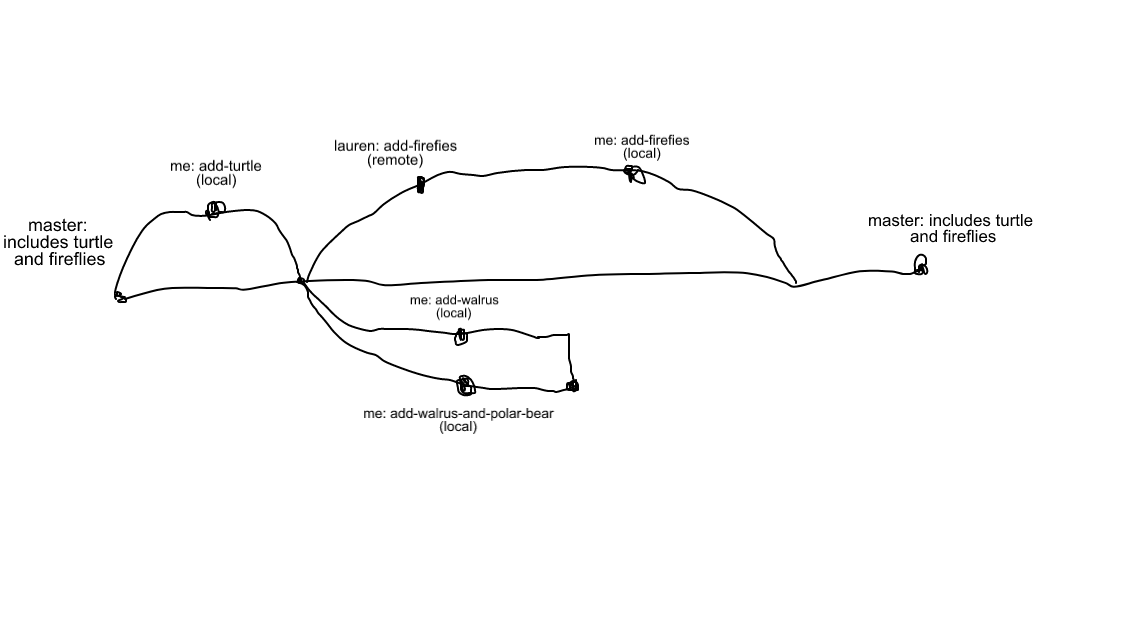 me: add-turtle
(local)
lauren: add-firefies
(remote)
me: add-firefies
(local)
master:
includes turtle
and fireflies
master: includes turtle
and fireflies
me: add-walrus
(local)
me: add-walrus-and-polar-bear
(local)